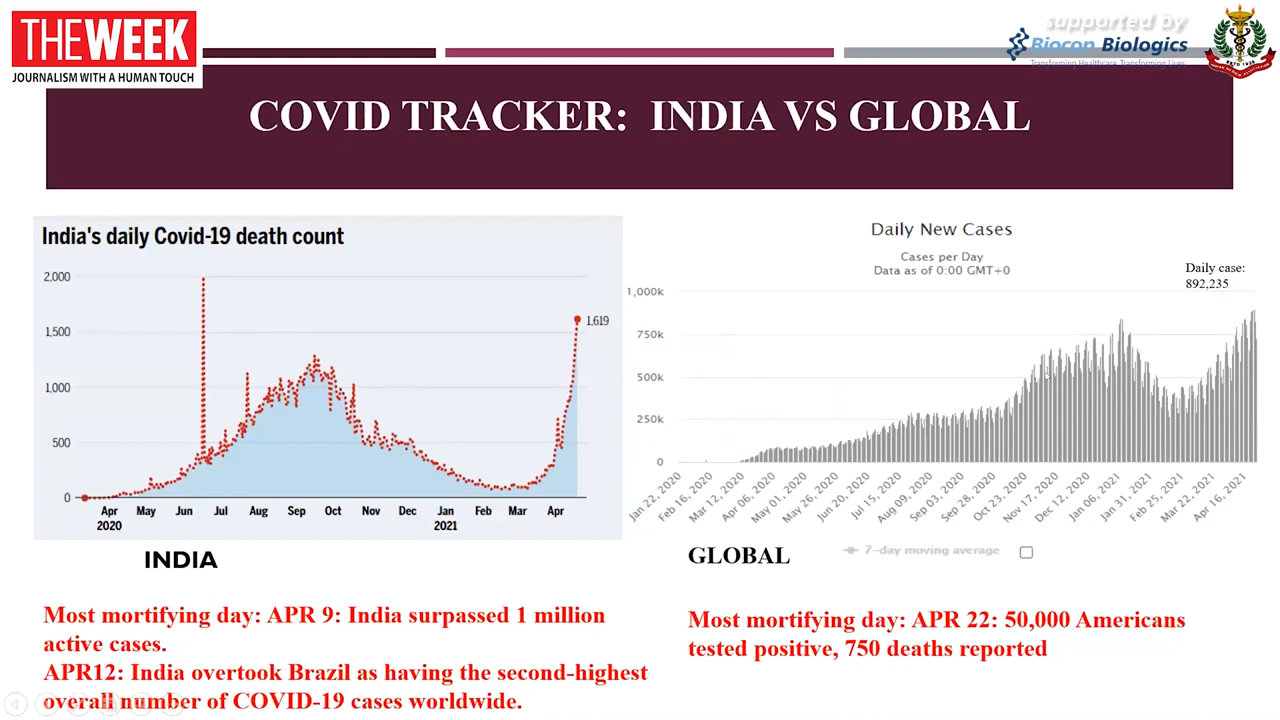 THE WEEK
JOURNALISM WITH A HUMAN TOUCH
supported by
Biocon Biologics
Transforming Healthcare. Transforming Lives.
COVID TRACKER: INDIA VS GLOBAL
India's daily Covid-19 death count
2,000
1,500
1,000
500
0
1,619
Apr May Jun Jul Aug Sep Oct Nov Dec Jan Feb Mar Apr
2020 2021
INDIA
Most mortifying day: APR 9: India surpassed 1 million
active cases.
APR12: India overtook Brazil as having the second-highest
overall number of COVID-19 cases worldwide.
Daily New Cases
Cases per Day
Data as of 0:00 GMT+0
Daily case:
892,235
1,000k
750k
500k
250k
0
Jan 22, 2020 Feb 16, 2020 Mar 12, 2020 Apr 06, 2020 May 01, 2020 May 26, 2020 Jun 20, 2020 Jul 15, 2020 Aug 09, 2020 Sep 03, 2020 Sep 28, 2020 Oct 23, 2020 Nov 17, 2020 Dec 12, 2020 Jan 06, 2021 Jan 31, 2021 Feb 25, 2021 Mar 22, 2021 Apr 16, 2021
7-day moving average
GLOBAL
Most mortifying day: APR 22: 50,000 Americans
tested positive, 750 deaths reported